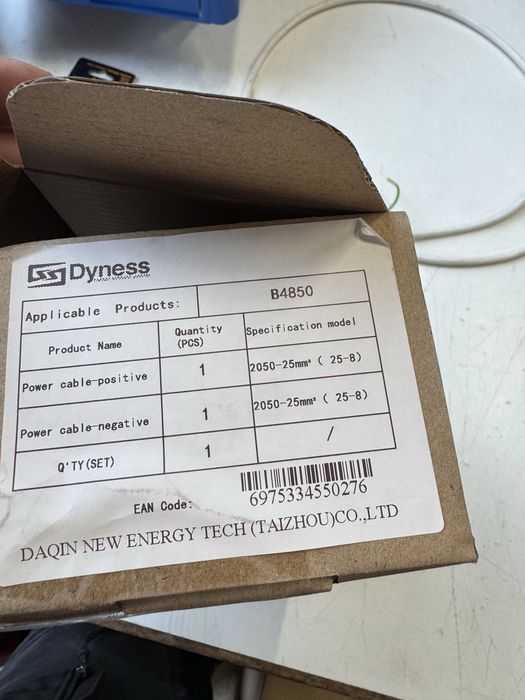 Dyness
Applicable Products: B4850
Product Name Quantity (PCS) Specification model
Power cable-positive 1 2050-25mm² ( 25-8)
Power cable-negative 1 2050-25mm² ( 25-8)
Q'TY(SET) 1 /
EAN Code: 6975334550276
DAQIN NEW ENERGY TECH (TAIZHOU)CO.,LTD